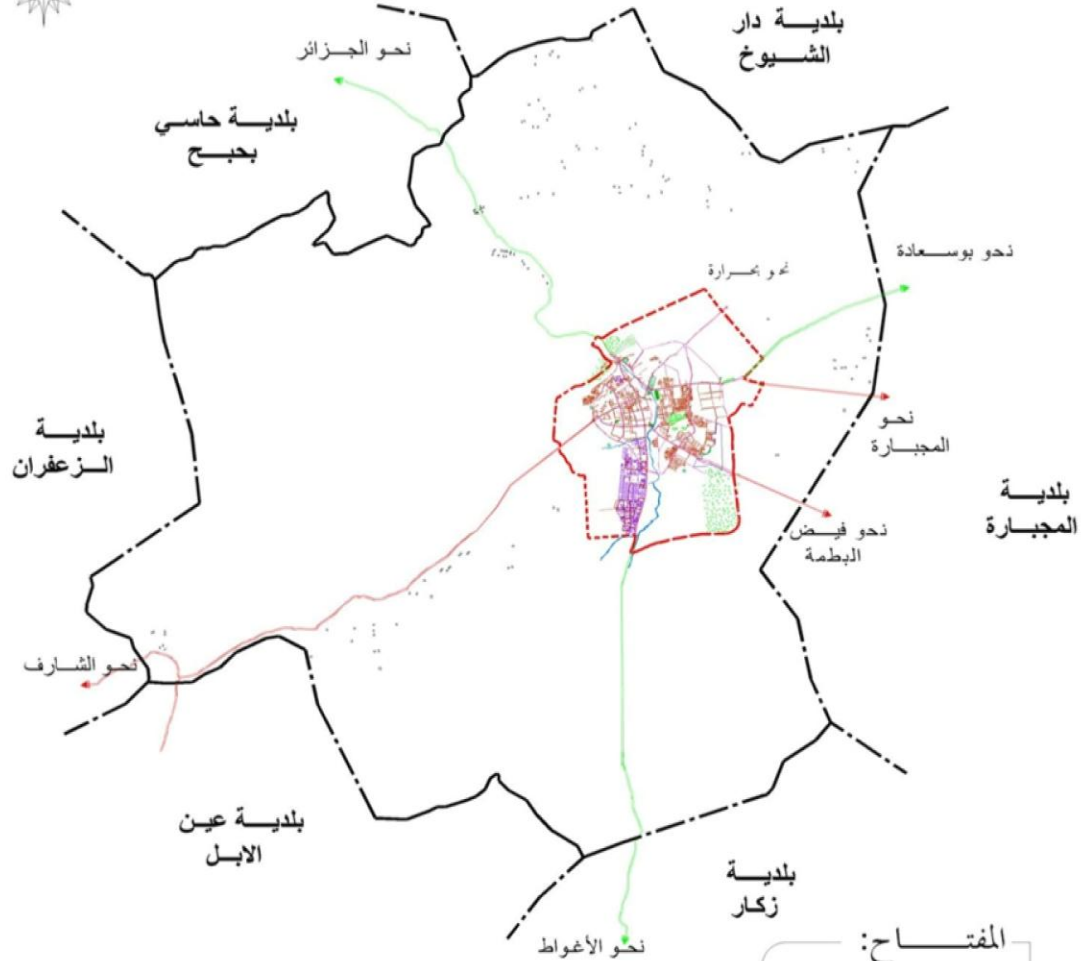 بلدية دار
الشيوخ
نحو الجزائر
بلدية حاسي
بحبح
نحو بوسعادة
نحو بحرارة
نحو
المجبارة
بلدية
الزعفران
بلدية
المجبارة
نحو فيض
البطمة
نحو الشارف
بلدية عين
الابل
بلدية
زكار
نحو الأغواط
المفتاح: